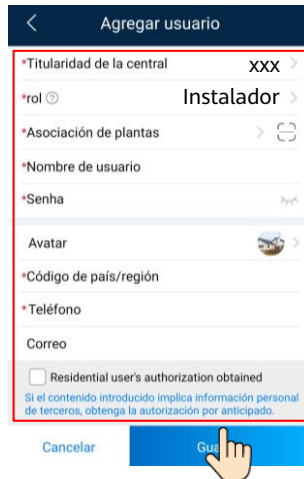 Agregar usuario
*Titularidad de la central xxx
*rol Instalador
*Asociación de plantas
*Nombre de usuario
*Senha
Avatar
*Código de país/región
*Teléfono
Correo
Residential user's authorization obtained
Si el contenido introducido implica información personal
de terceros, obtenga la autorización por anticipado.
Cancelar